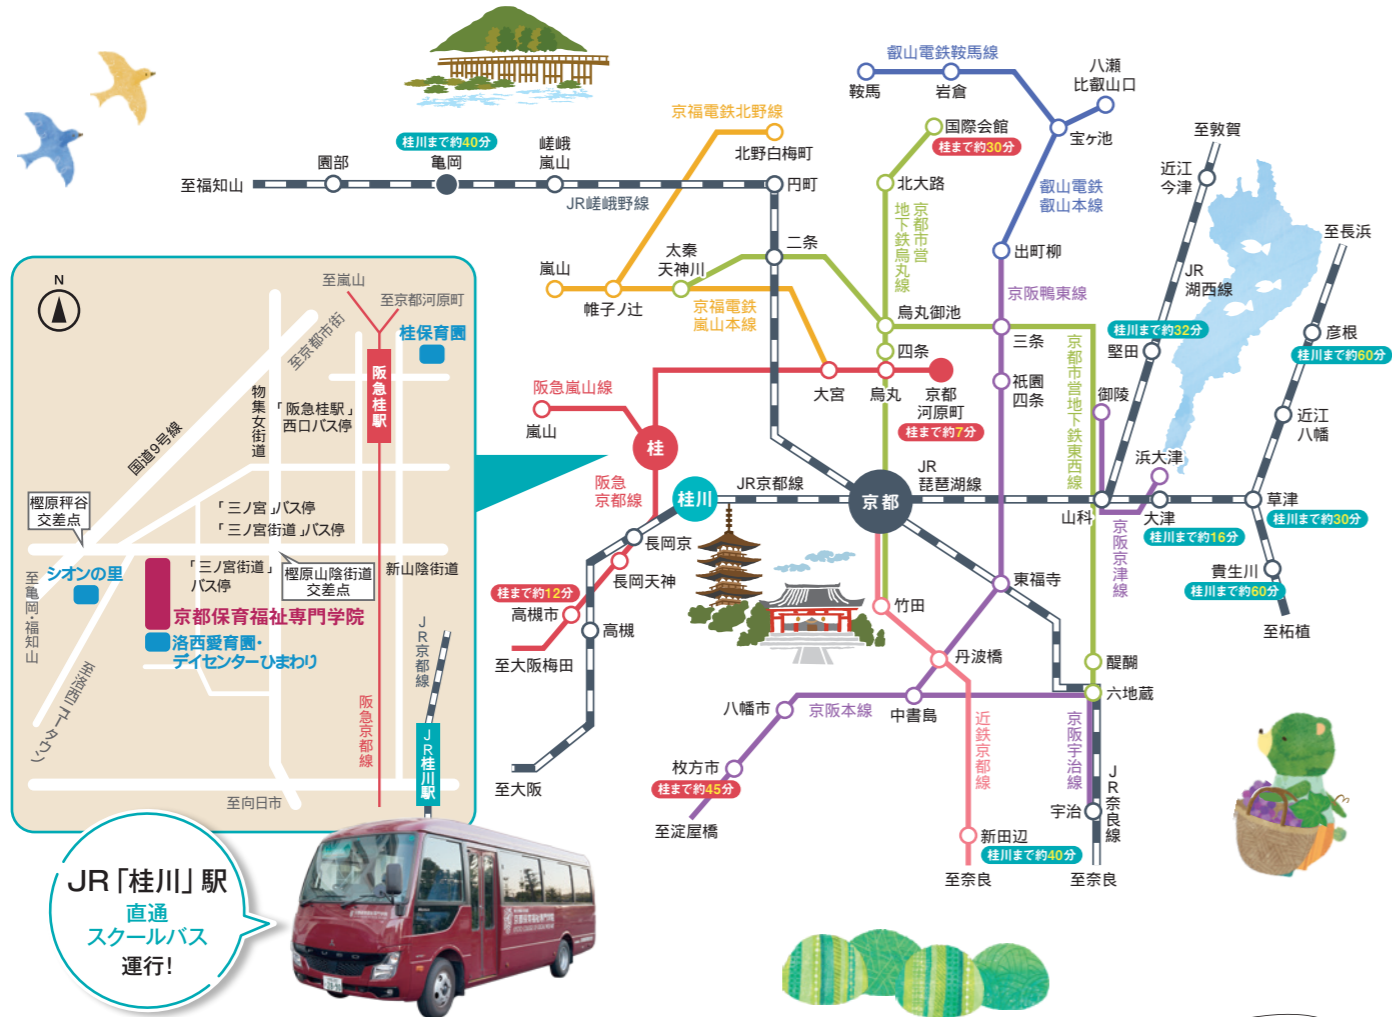 叡山電鉄鞍馬線
鞍馬
岩倉
八瀬
比叡山口
宝ヶ池
叡山電鉄
叡山本線
出町柳
京福電鉄北野線
北野白梅町
国際会館
桂まで約30分
北大路
京都市営
地下鉄烏丸線
桂川まで約40分
至福知山
園部
亀岡
嵯峨
嵐山
JR嵯峨野線
円町
二条
太秦
天神川
嵐山
帷子ノ辻
京福電鉄
嵐山本線
烏丸御池
四条
京阪鴨東線
三条
祇園
四条
京都市営地下鉄東西線
御陵
至敦賀
近江
今津
JR
湖西線
桂川まで約32分
堅田
至長浜
彦根
桂川まで約60分
近江
八幡
草津
桂川まで約30分
貴生川
桂川まで約60分
至柘植
浜大津
大津
桂川まで約16分
山科
京阪京津線
大宮
烏丸
京都
河原町
桂まで約7分
阪急嵐山線
嵐山
桂
阪急
京都線
桂川
JR京都線
京都
JR
琵琶湖線
長岡京
長岡天神
桂まで約12分
高槻市
高槻
至大阪梅田
至大阪
竹田
東福寺
丹波橋
中書島
京阪本線
八幡市
枚方市
桂まで約45分
至淀屋橋
醍醐
六地蔵
京阪宇治線
JR奈良線
宇治
至奈良
近鉄京都線
新田辺
桂川まで約40分
至奈良
N
至嵐山
至京都河原町
至京都市街
桂保育園
阪急桂駅
物集女街道
「阪急桂駅」
西口バス停
国道9号線
樫原秤谷
交差点
「三ノ宮」バス停
「三ノ宮街道」バス停
「三ノ宮街道」
バス停
樫原山陰街道
交差点
新山陰街道
至亀岡・福知山
シオンの里
京都保育福祉専門学院
洛西愛育園・
デイセンターひまわり
至洛西ニュータウン
JR京都線
阪急京都線
JR桂川駅
至向日市
JR「桂川」駅
直通
スクールバス
運行!
京都保育福祉専門学院